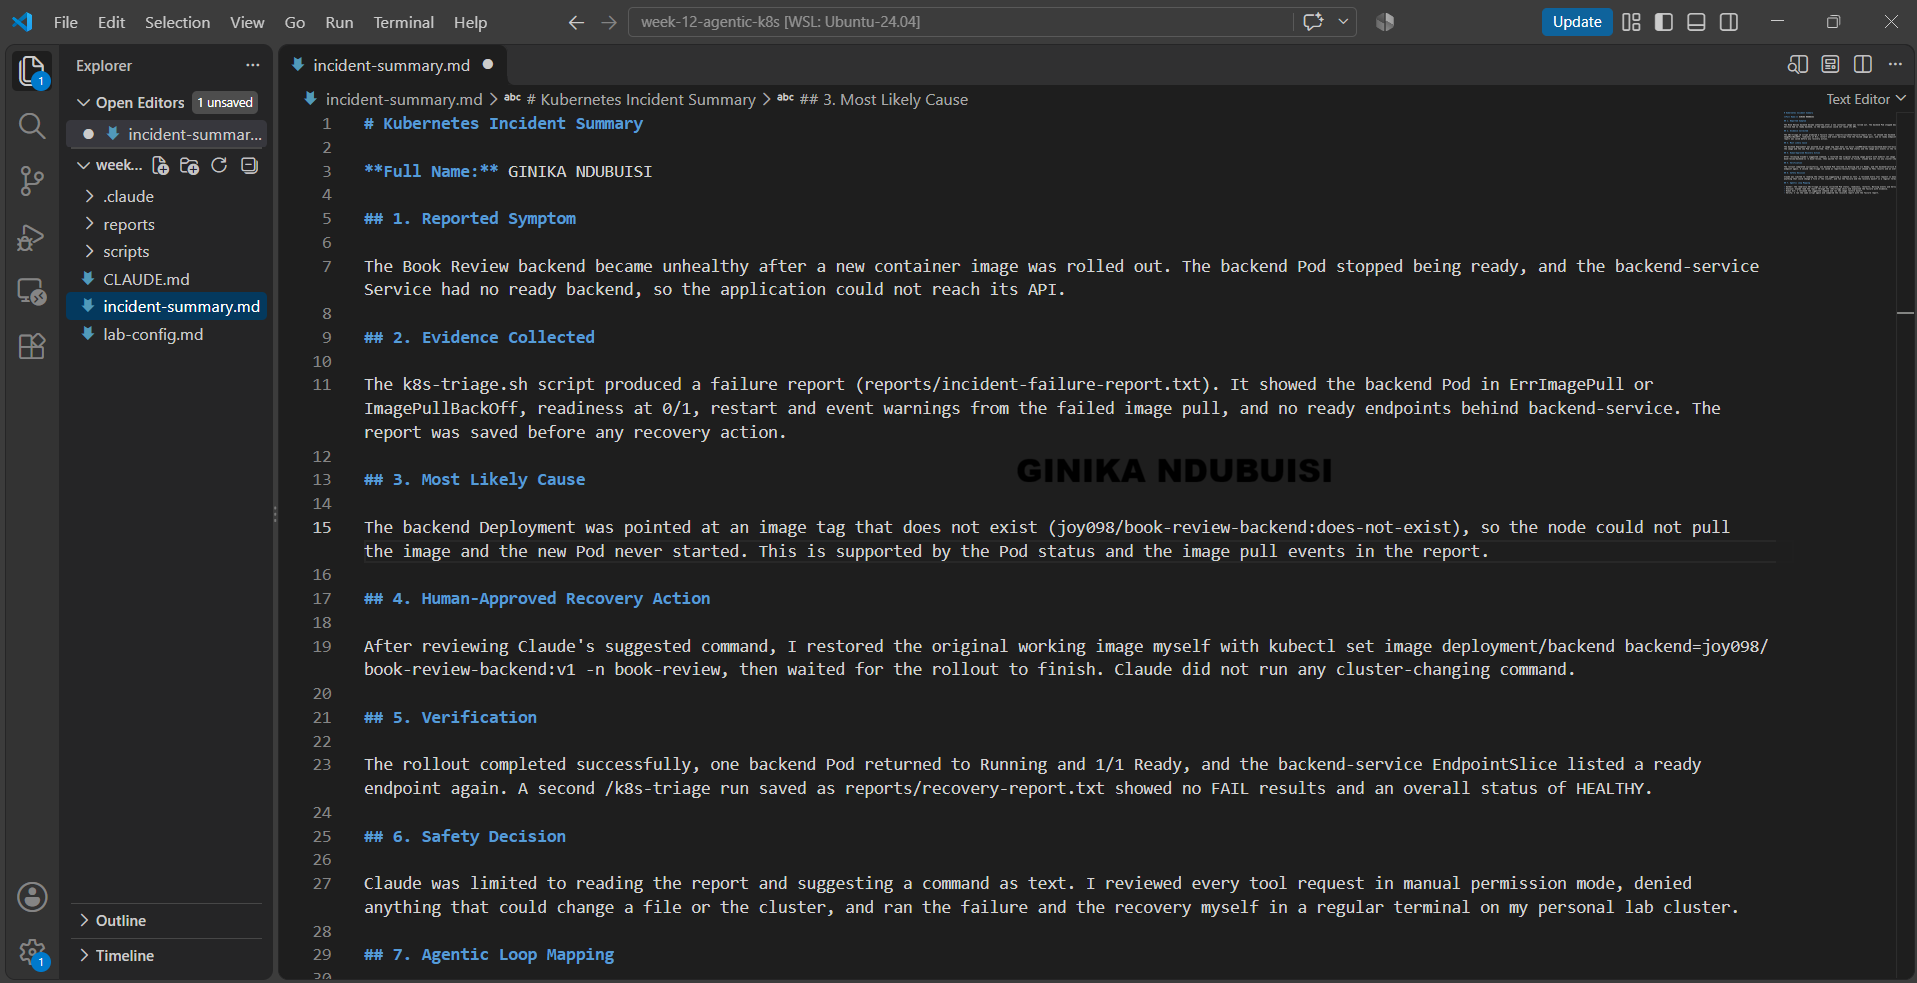 File Edit Selection View Go Run Terminal Help
week-12-agentic-k8s [WSL: Ubuntu-24.04]
Update
Explorer
Open Editors 1 unsaved
incident-summar...
week...
.claude
reports
scripts
CLAUDE.md
incident-summary.md
lab-config.md
Outline
Timeline
1
1
incident-summary.md
incident-summary.md > abc # Kubernetes Incident Summary > abc ## 3. Most Likely Cause
Text Editor
1 # Kubernetes Incident Summary
2
3 **Full Name:** GINIKA NDUBUISI
4
5 ## 1. Reported Symptom
6
7 The Book Review backend became unhealthy after a new container image was rolled out. The backend Pod stopped being ready, and the backend-service
Service had no ready backend, so the application could not reach its API.
8
9 ## 2. Evidence Collected
10
11 The k8s-triage.sh script produced a failure report (reports/incident-failure-report.txt). It showed the backend Pod in ErrImagePull or
ImagePullBackOff, readiness at 0/1, restart and event warnings from the failed image pull, and no ready endpoints behind backend-service. The
report was saved before any recovery action.
12
GINIKA NDUBUISI
13 ## 3. Most Likely Cause
14
15 The backend Deployment was pointed at an image tag that does not exist (joy098/book-review-backend:does-not-exist), so the node could not pull
the image and the new Pod never started. This is supported by the Pod status and the image pull events in the report.
16
17 ## 4. Human-Approved Recovery Action
18
19 After reviewing Claude's suggested command, I restored the original working image myself with kubectl set image deployment/backend backend=joy098/
book-review-backend:v1 -n book-review, then waited for the rollout to finish. Claude did not run any cluster-changing command.
20
21 ## 5. Verification
22
23 The rollout completed successfully, one backend Pod returned to Running and 1/1 Ready, and the backend-service EndpointSlice listed a ready
endpoint again. A second /k8s-triage run saved as reports/recovery-report.txt showed no FAIL results and an overall status of HEALTHY.
24
25 ## 6. Safety Decision
26
27 Claude was limited to reading the report and suggesting a command as text. I reviewed every tool request in manual permission mode, denied
anything that could change a file or the cluster, and ran the failure and the recovery myself in a regular terminal on my personal lab cluster.
28
29 ## 7. Agentic Loop Mapping
30